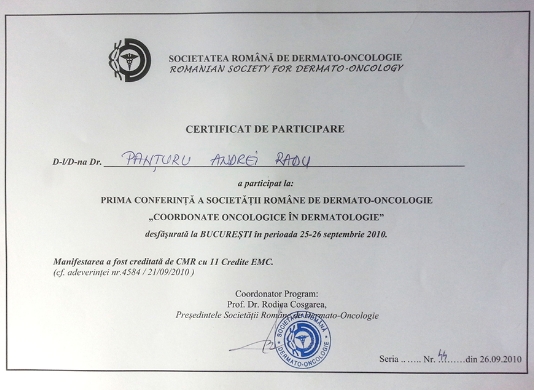 SOCIETATEA ROMÂNĂ DE DERMATO-ONCOLOGIE
ROMANIAN SOCIETY FOR DERMATO-ONCOLOGY
CERTIFICAT DE PARTICIPARE
D-l/D-na Dr. PANȚURU ANDREI RADU
a participat la:
PRIMA CONFERINȚĂ A SOCIETĂȚII ROMÂNE DE DERMATO-ONCOLOGIE
„COORDONATE ONCOLOGICE ÎN DERMATOLOGIE”
desfășurată la BUCUREȘTI în perioada 25-26 septembrie 2010.
Manifestarea a fost creditată de CMR cu 11 Credite EMC.
(cf. adeverinței nr.4584 / 21/09/2010 )
Coordonator Program:
Prof. Dr. Rodica Cosgarea,
Președintele Societății Române de Dermato-Oncologie
SOCIETATEA ROMÂNĂ
DERMATO-ONCOLOGIE
Seria ........ Nr. 44 ......din 26.09.2010